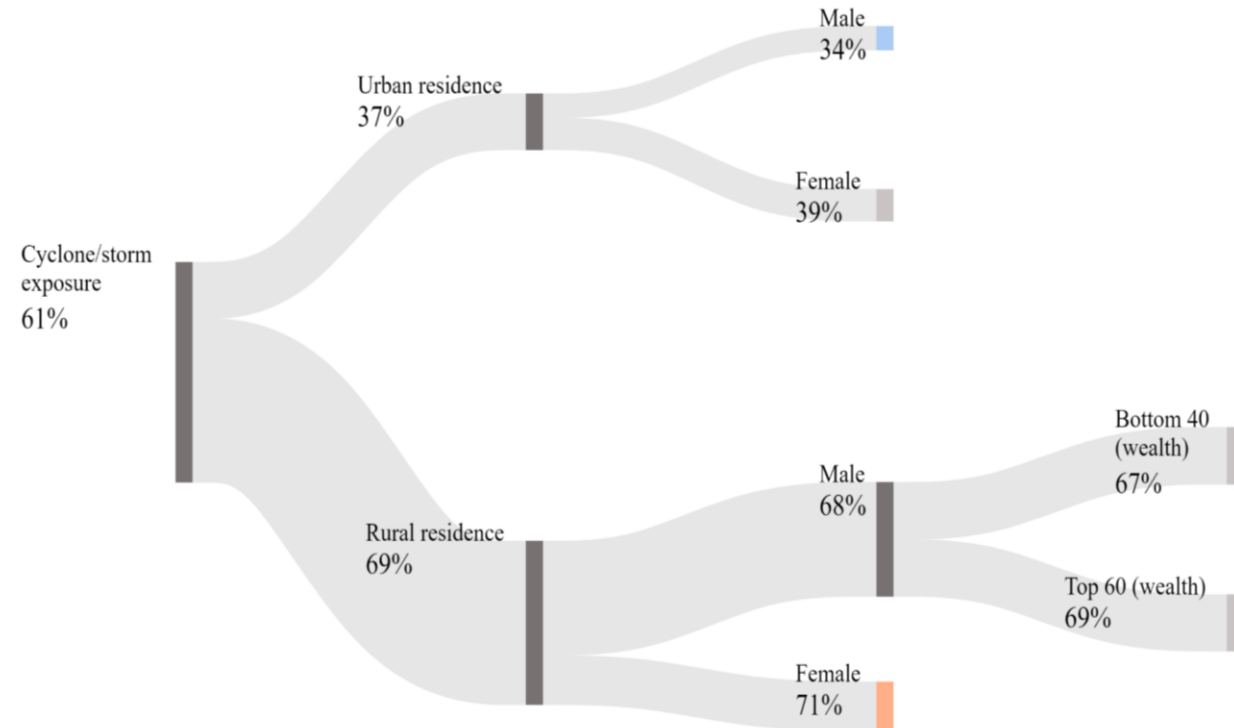 Male
34%
Urban residence
37%
Female
39%
Cyclone/storm
exposure
61%
Bottom 40
(wealth)
67%
Male
68%
Rural residence
69%
Top 60 (wealth)
69%
Female
71%